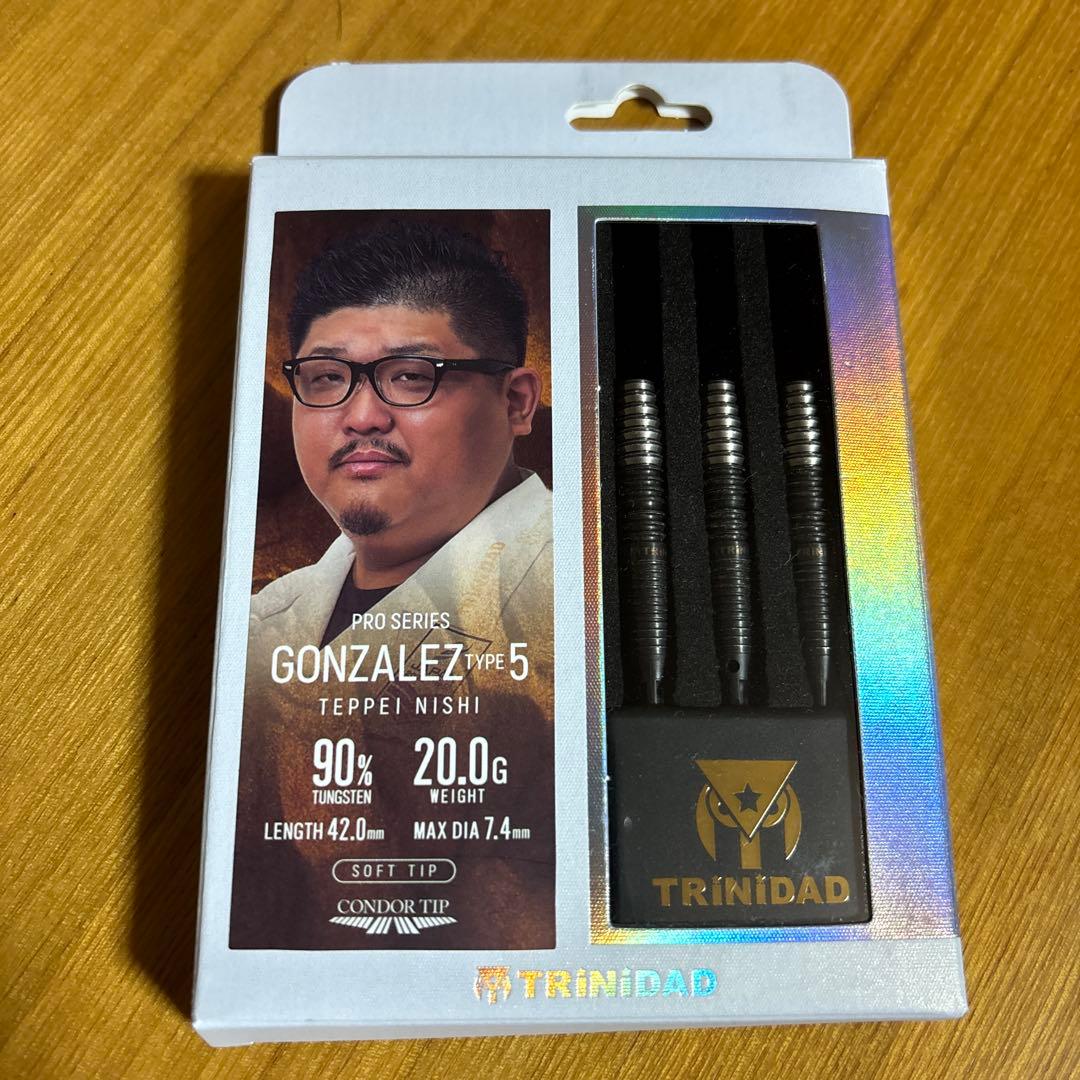 PRO SERIES
GONZALEZ TYPE 5
TEPPEI NISHI
90% 20.0G
TUNGSTEN WEIGHT
LENGTH 42.0mm MAX DIA 7.4mm
SOFT TIP
CONDOR TIP
TRiNiDAD
TRiNiDAD